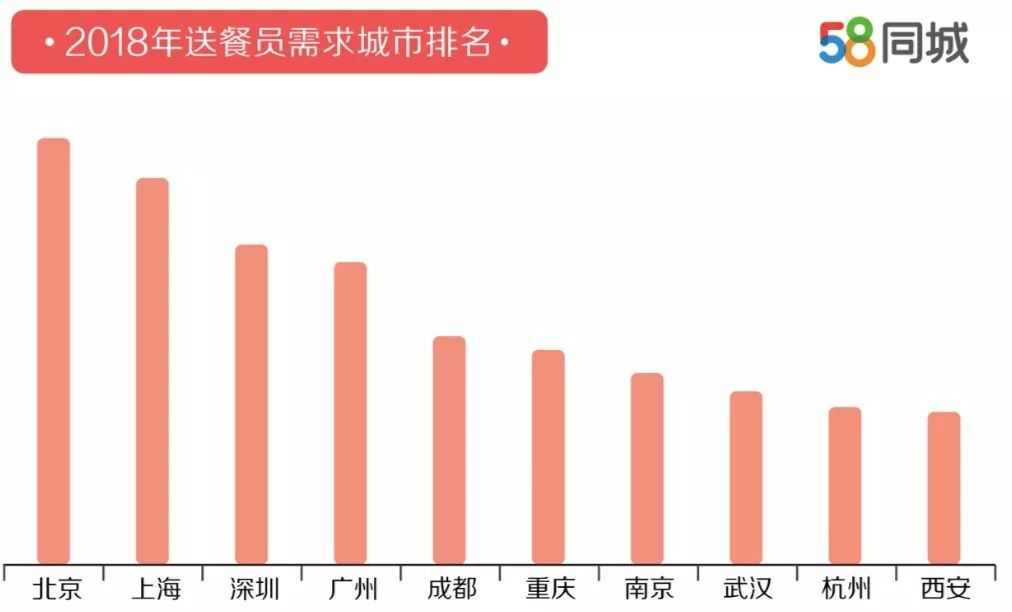 ·2018年送餐员需求城市排名·
58同城
北京
上海
深圳
广州
成都
重庆
南京
武汉
杭州
西安